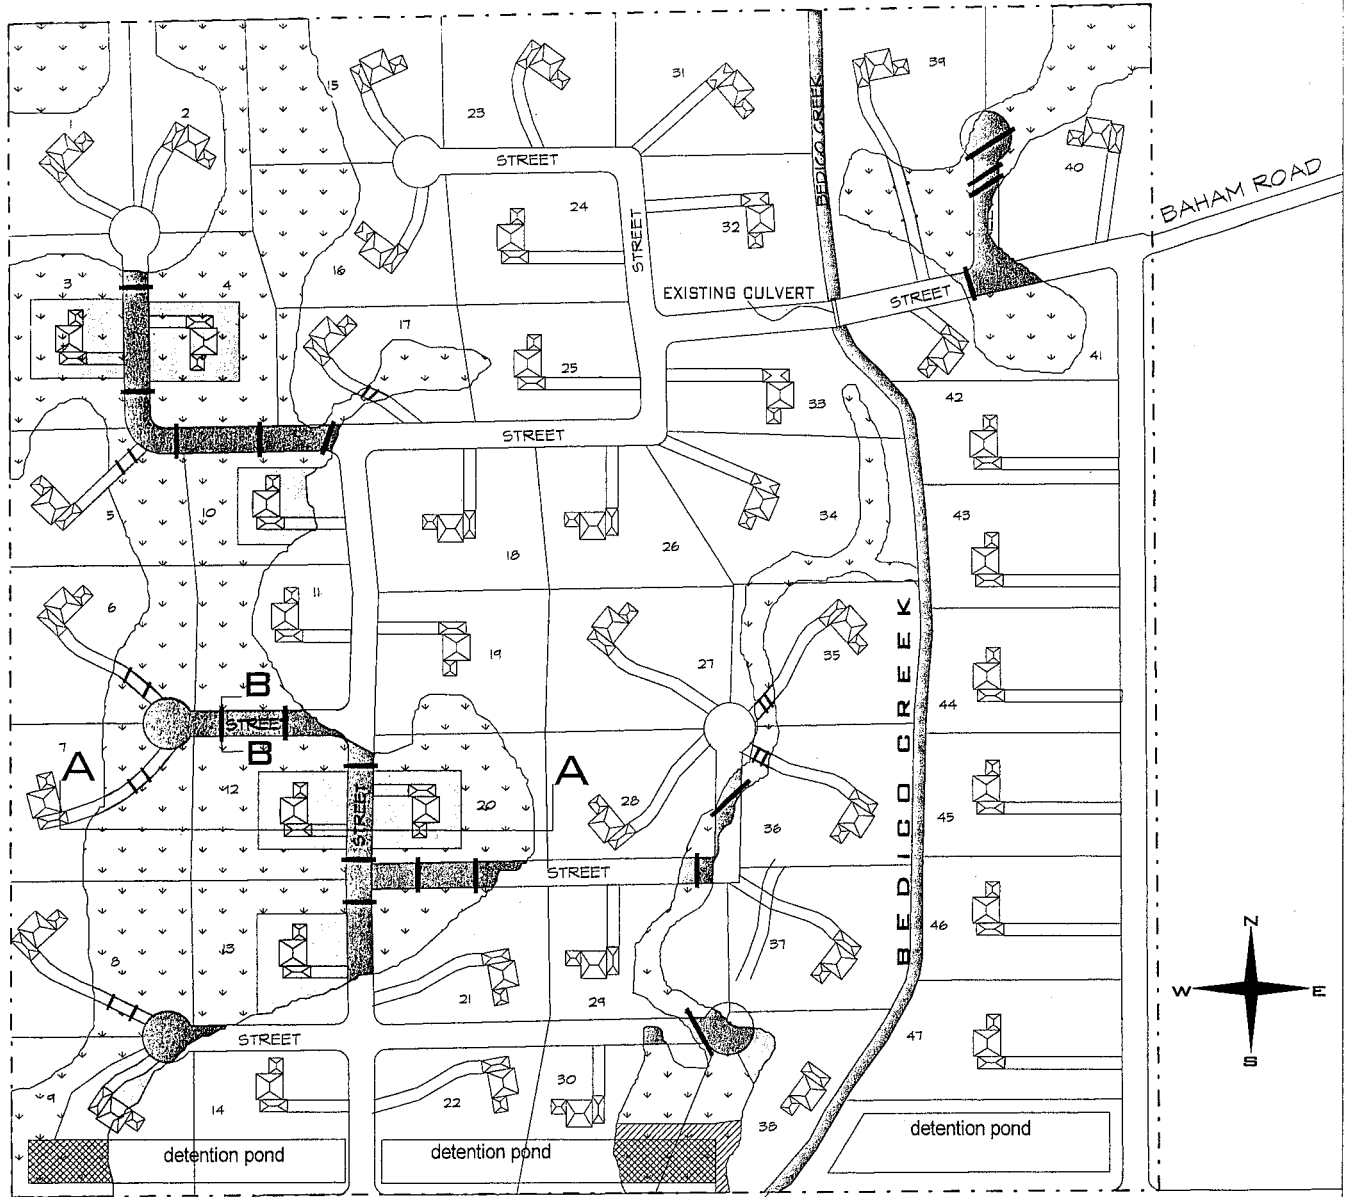 39
31
15
2
23
1
BEDICO CREEK
STREET
40
BAHAM ROAD
24
32
STREET
16
3
4
EXISTING CULVERT
STREET
17
25
41
42
33
STREET
5
10
18
26
34
43
6
11
19
27
35
BEDICO CREEK
B
44
STREET
B
7
A
A
12
STREET
20
28
36
45
STREET
46
13
8
37
21
29
N
W
E
S
STREET
47
30
9
14
22
38
detention pond
detention pond
detention pond